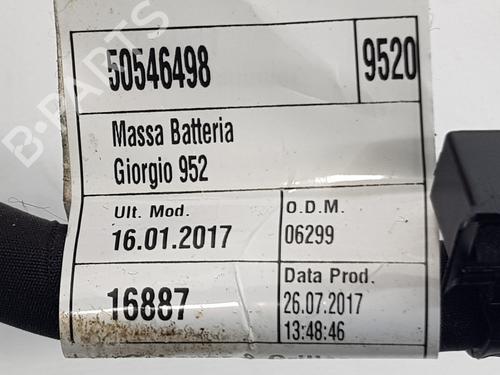 50546498 9520
Massa Batteria
Giorgio 952
Ult. Mod. O.D.M.
16.01.2017 06299
16887 Data Prod.
26.07.2017
13:48:46
B-PARTS